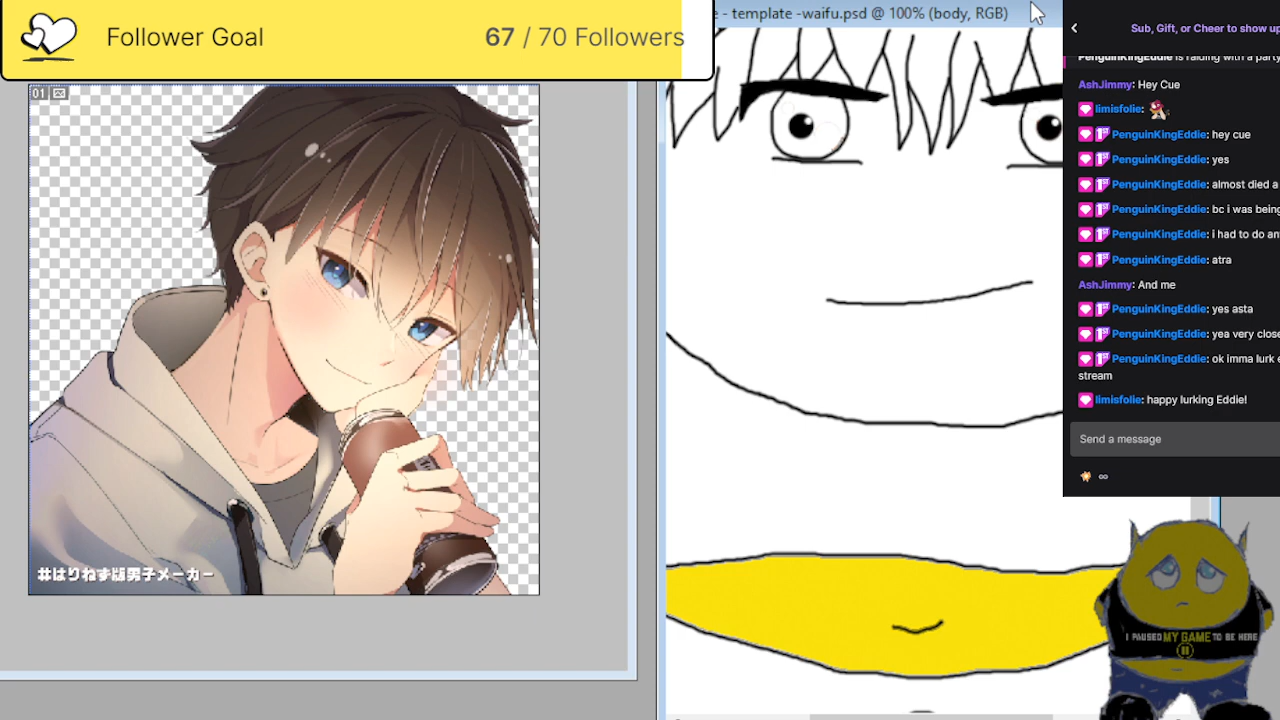 Follower Goal
67 / 70 Followers
e - template -waifu.psd @ 100% (body, RGB)
Sub, Gift, or Cheer to show up
01
PenguinKingEddie is raiding with a party
AshJimmy: Hey Cue
limisfolie:
PenguinKingEddie: hey cue
PenguinKingEddie: yes
PenguinKingEddie: almost died a
PenguinKingEddie: bc i was being
PenguinKingEddie: i had to do an
PenguinKingEddie: atra
AshJimmy: And me
PenguinKingEddie: yes asta
PenguinKingEddie: yea very close
PenguinKingEddie: ok imma lurk e
stream
limisfolie: happy lurking Eddie!
Send a message
#はりねず版男子メーカー
I PAUSED MY GAME TO BE HERE